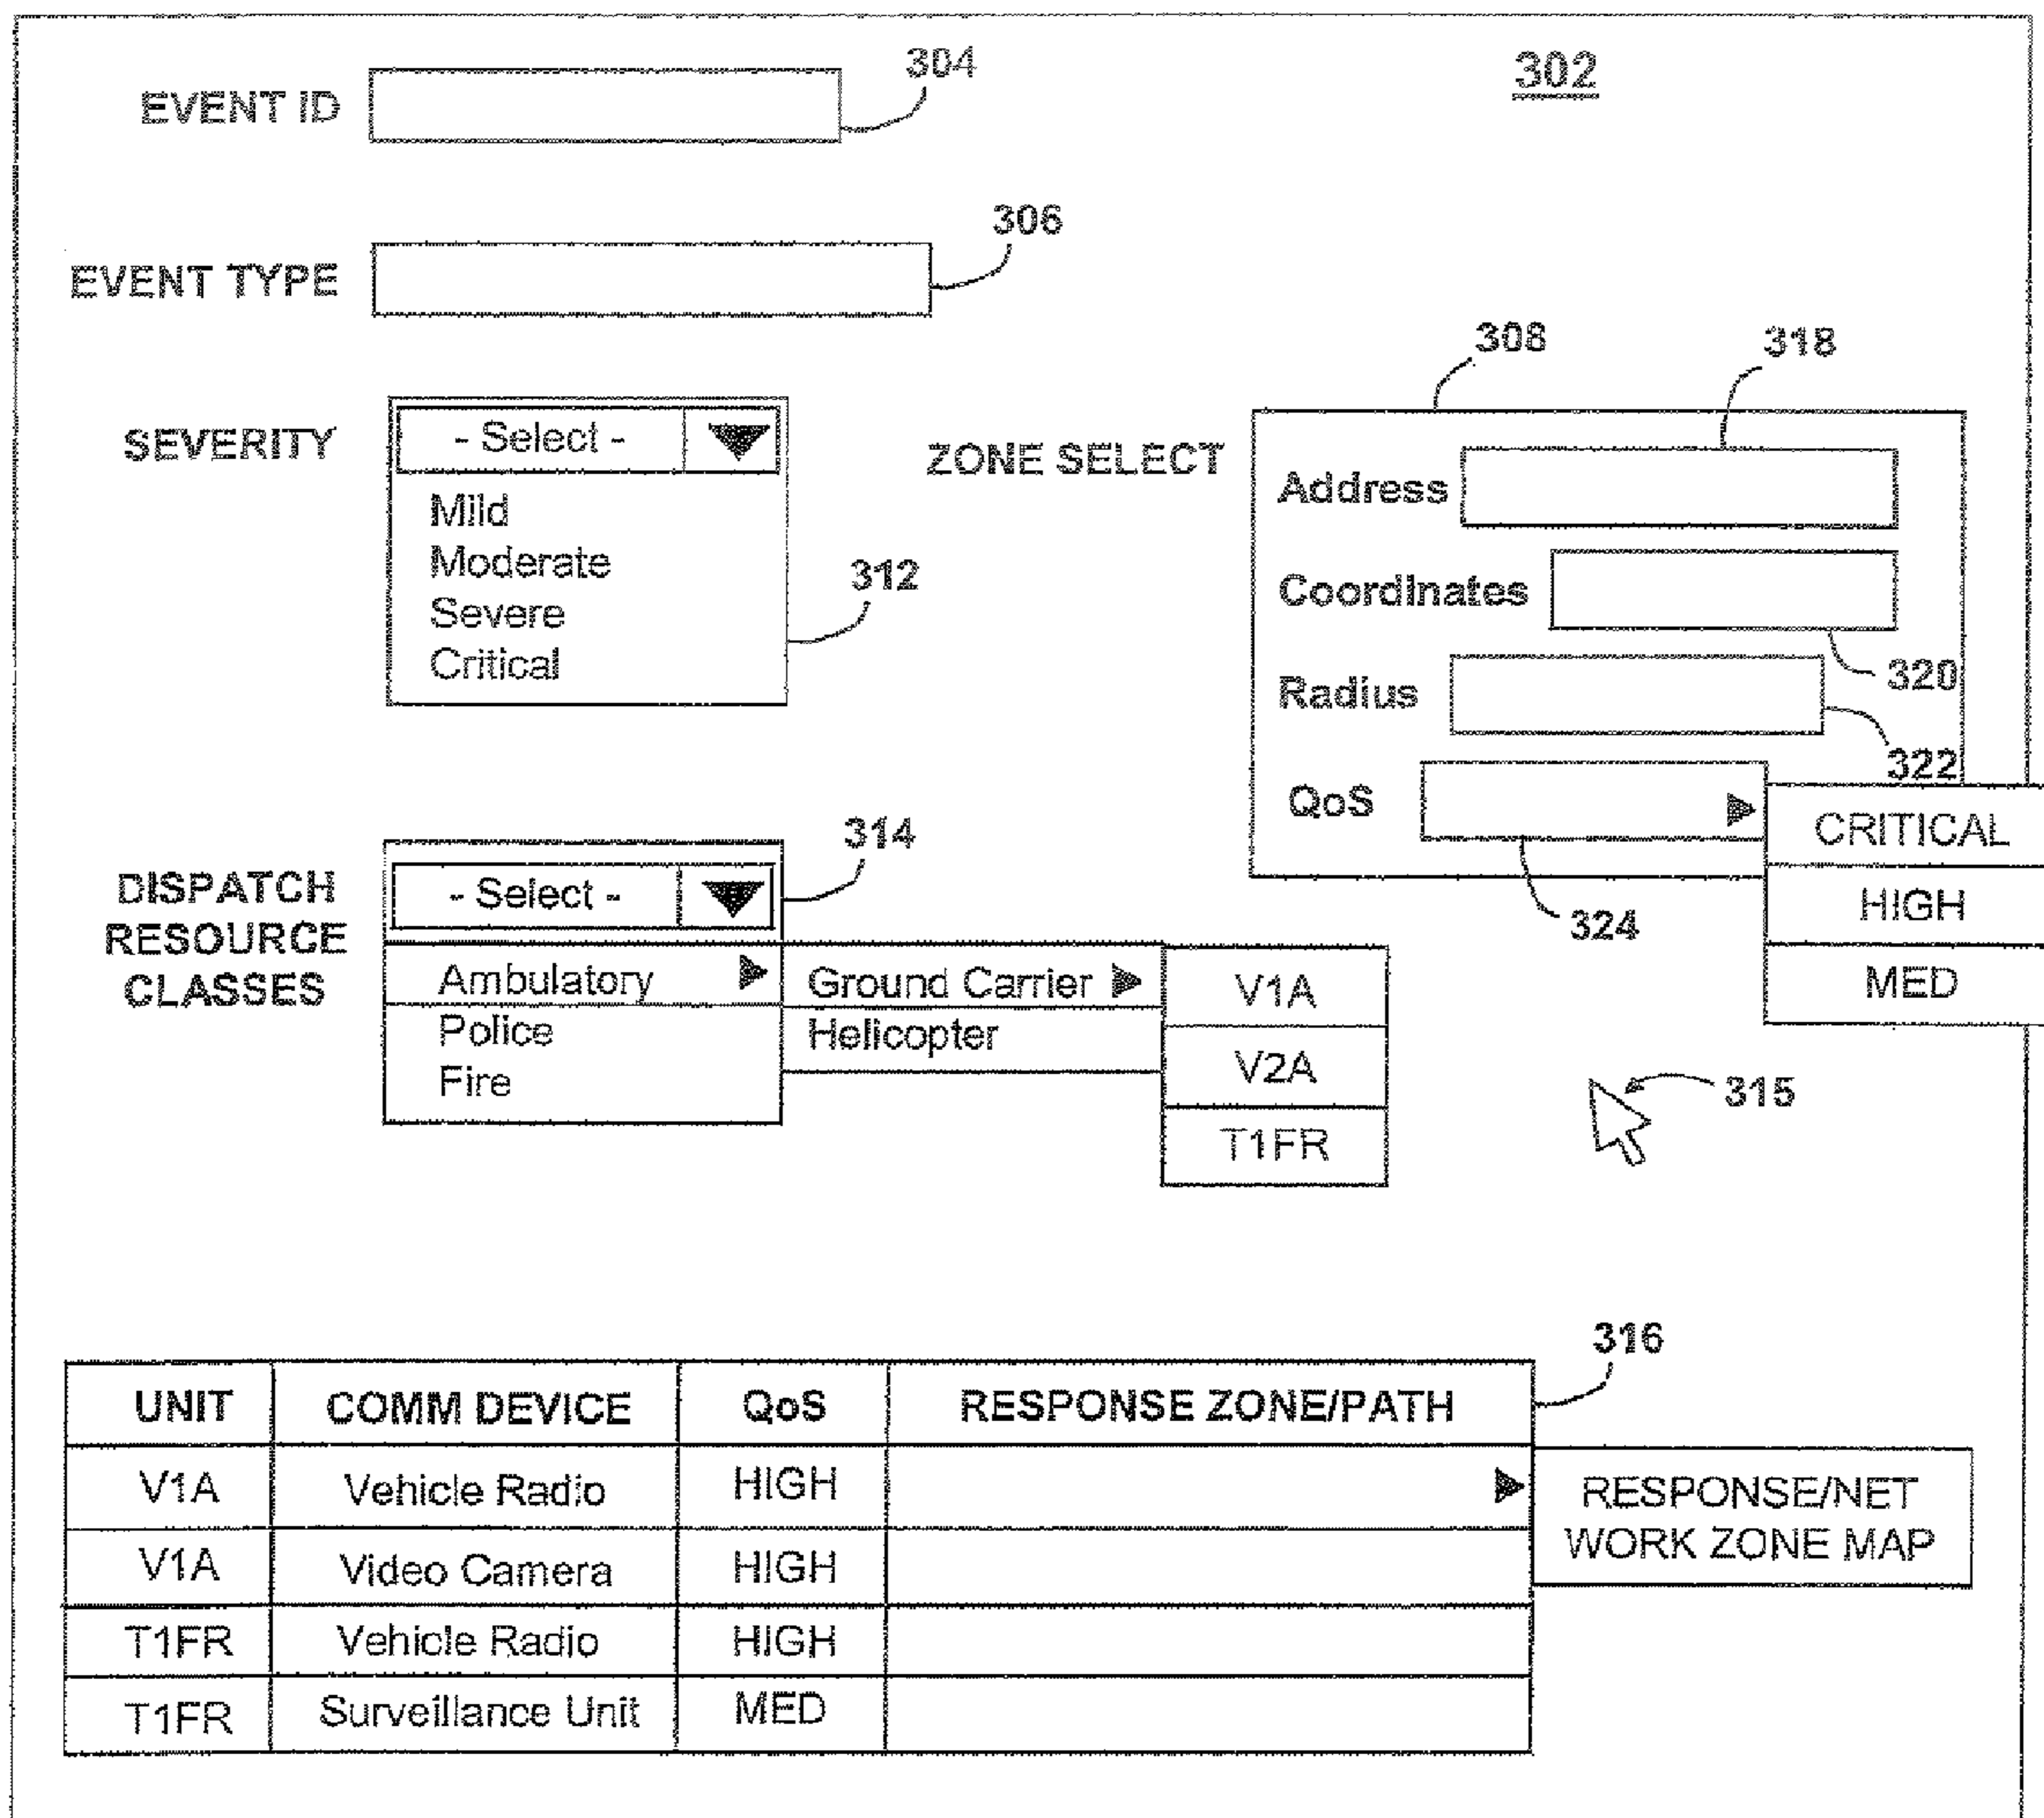 304
302
EVENT ID
306
EVENT TYPE
308
318
SEVERITY
- Select -
Mild
Moderate
Severe
Critical
312
ZONE SELECT
Address
Coordinates
320
Radius
322
QoS
CRITICAL
HIGH
MED
324
DISPATCH
RESOURCE
CLASSES
314
- Select -
Ambulatory
Police
Fire
Ground Carrier
Helicopter
V1A
V2A
T1FR
315
316
UNIT COMM DEVICE QoS RESPONSE ZONE/PATH
V1A Vehicle Radio HIGH
V1A Video Camera HIGH
T1FR Vehicle Radio HIGH
T1FR Surveillance Unit MED
RESPONSE/NET
WORK ZONE MAP